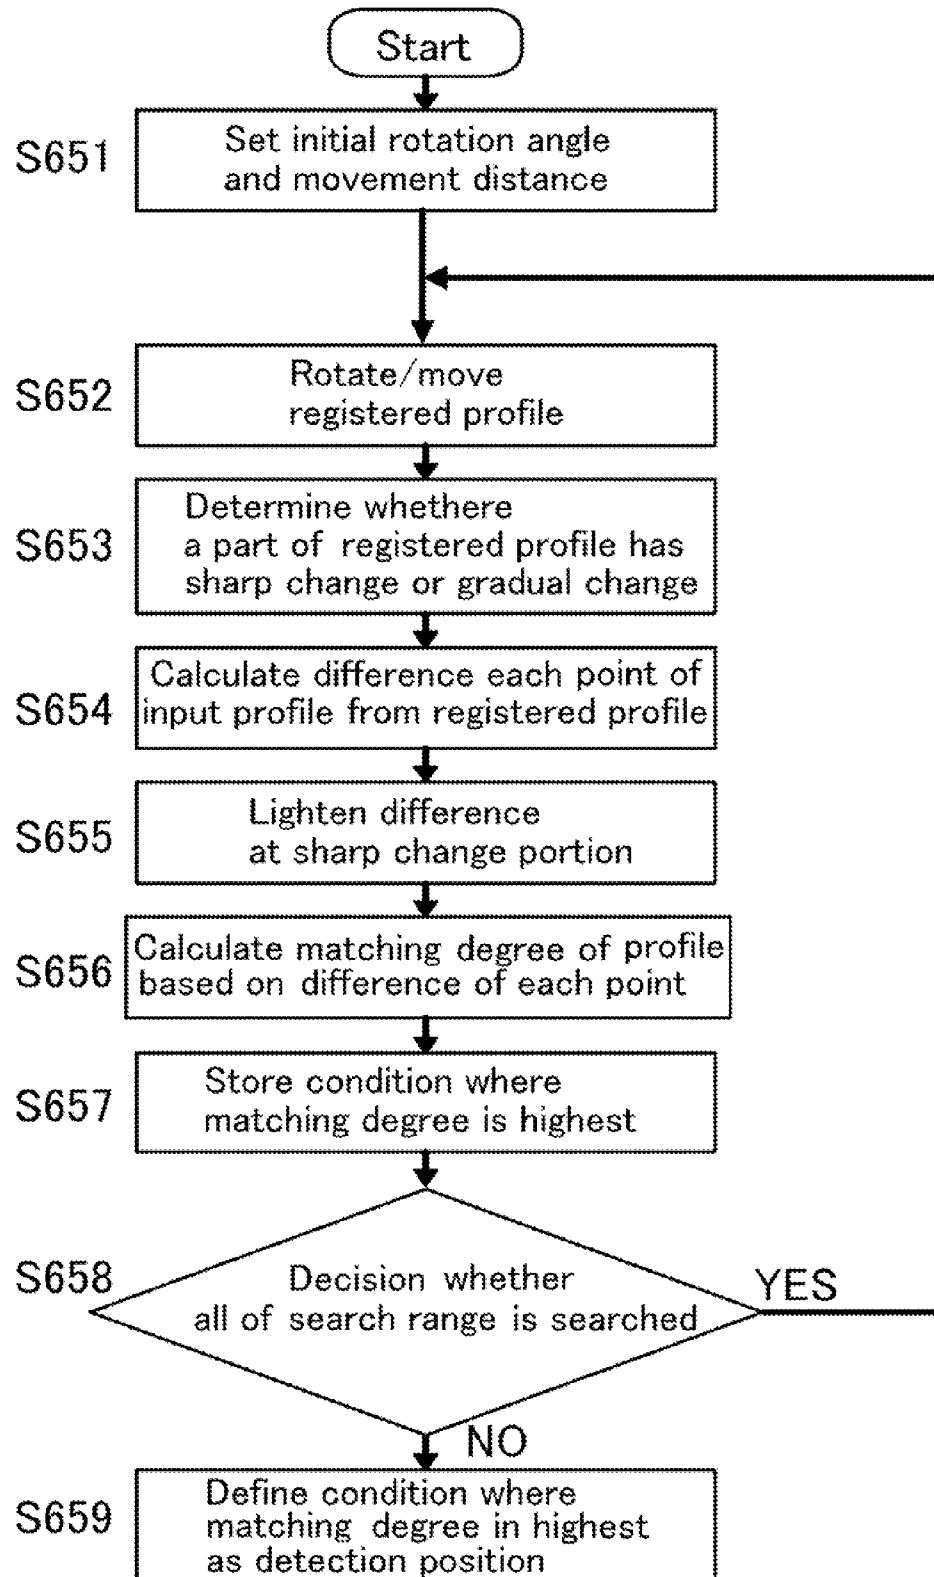 Start
S651
Set initial rotation angle
and movement distance
S652
Rotate/move
registered profile
S653
Determine whethere
a part of registered profile has
sharp change or gradual change
S654
Calculate difference each point of
input profile from registered profile
S655
Lighten difference
at sharp change portion
S656
Calculate matching degree of profile
based on difference of each point
S657
Store condition where
matching degree is highest
S658
Decision whether
all of search range is searched
YES
NO
S659
Define condition where
matching degree in highest
as detection position